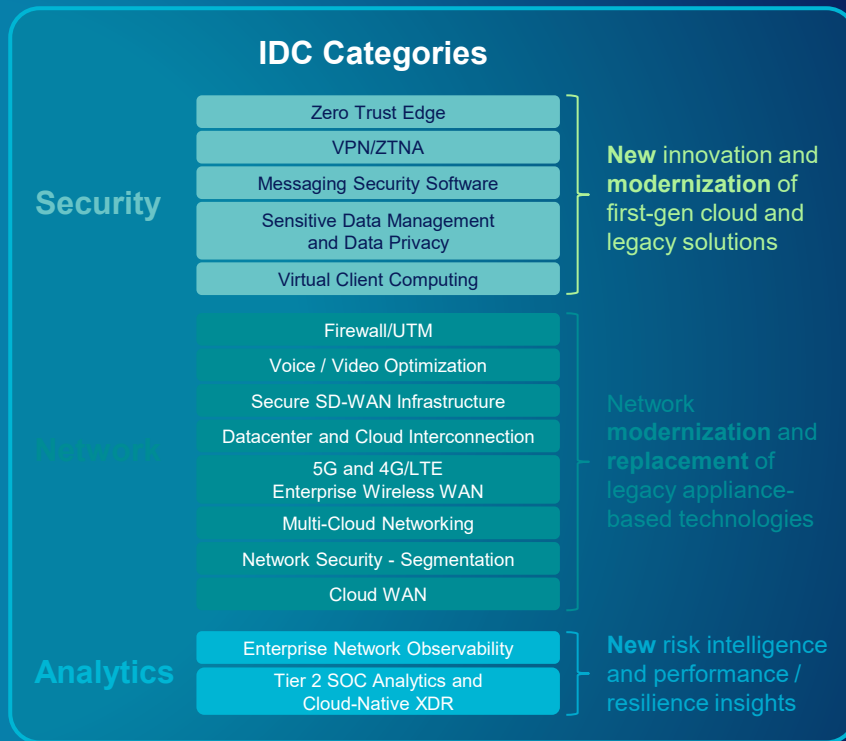 IDC Categories
Security
Zero Trust Edge
VPN/ZTNA
Messaging Security Software
Sensitive Data Management
and Data Privacy
Virtual Client Computing
New innovation and
modernization of
first-gen cloud and
legacy solutions
Network
Firewall/UTM
Voice / Video Optimization
Secure SD-WAN Infrastructure
Datacenter and Cloud Interconnection
5G and 4G/LTE
Enterprise Wireless WAN
Multi-Cloud Networking
Network Security - Segmentation
Cloud WAN
Network
modernization and
replacement of
legacy appliance-
based technologies
Analytics
Enterprise Network Observability
Tier 2 SOC Analytics and
Cloud-Native XDR
New risk intelligence
and performance /
resilience insights